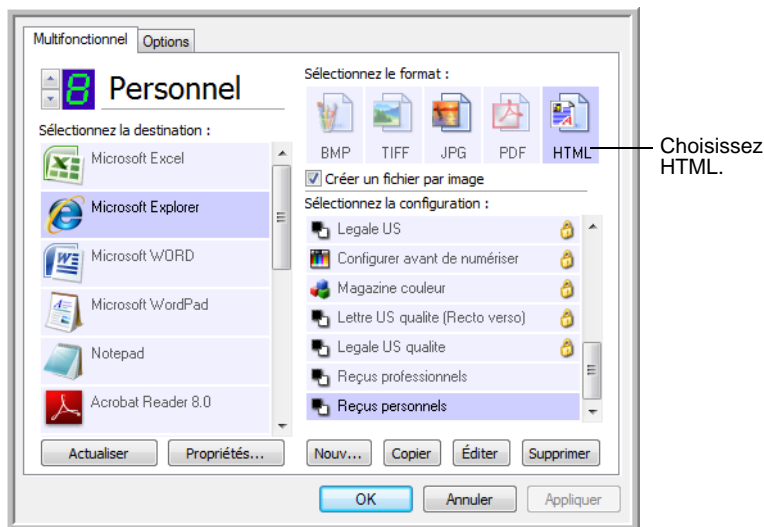 Multifonctionnel
Options
8
Personnel
Sélectionnez la destination :
Microsoft Excel
Microsoft Explorer
Microsoft WORD
Microsoft WordPad
Notepad
Acrobat Reader 8.0
Actualiser
Propriétés...
Sélectionnez le format :
BMP
TIFF
JPG
PDF
HTML
Créer un fichier par image
Sélectionnez la configuration :
Legale US
Configurer avant de numériser
Magazine couleur
Lettre US qualite (Recto verso)
Legale US qualite
Reçus professionnels
Reçus personnels
Nouv...
Copier
Éditer
Supprimer
OK
Annuler
Appliquer
Choisissez
HTML.